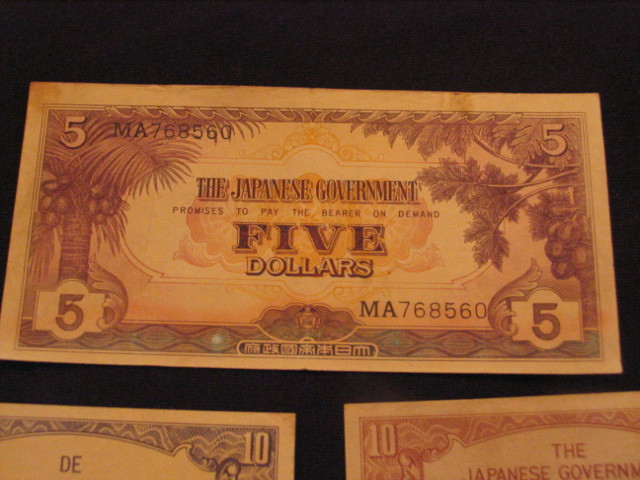 5 MA768560 5
THE JAPANESE GOVERNMENT
PROMISES TO PAY THE BEARER ON DEMAND
FIVE
DOLLARS
MA768560
5 5
府政國帝本日大
10 10
DE THE
JAPANESE GOVERNM